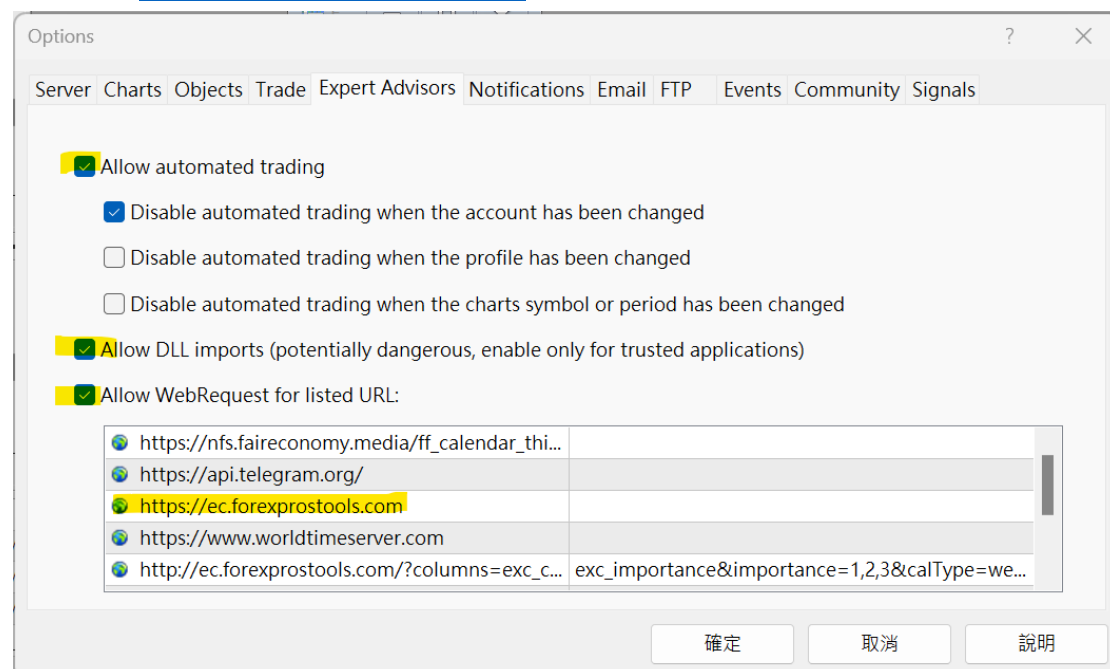 Options
Server Charts Objects Trade Expert Advisors Notifications Email FTP Events Community Signals
Allow automated trading
Disable automated trading when the account has been changed
Disable automated trading when the profile has been changed
Disable automated trading when the charts symbol or period has been changed
Allow DLL imports (potentially dangerous, enable only for trusted applications)
Allow WebRequest for listed URL:
https://nfs.faireconomy.media/ff_calendar_thi...
https://api.telegram.org/
https://ec.forexprostools.com
https://www.worldtimeserver.com
http://ec.forexprostools.com/?columns=exc_c... exc_importance&importance=1,2,3&calType=we...
確定 取消 說明